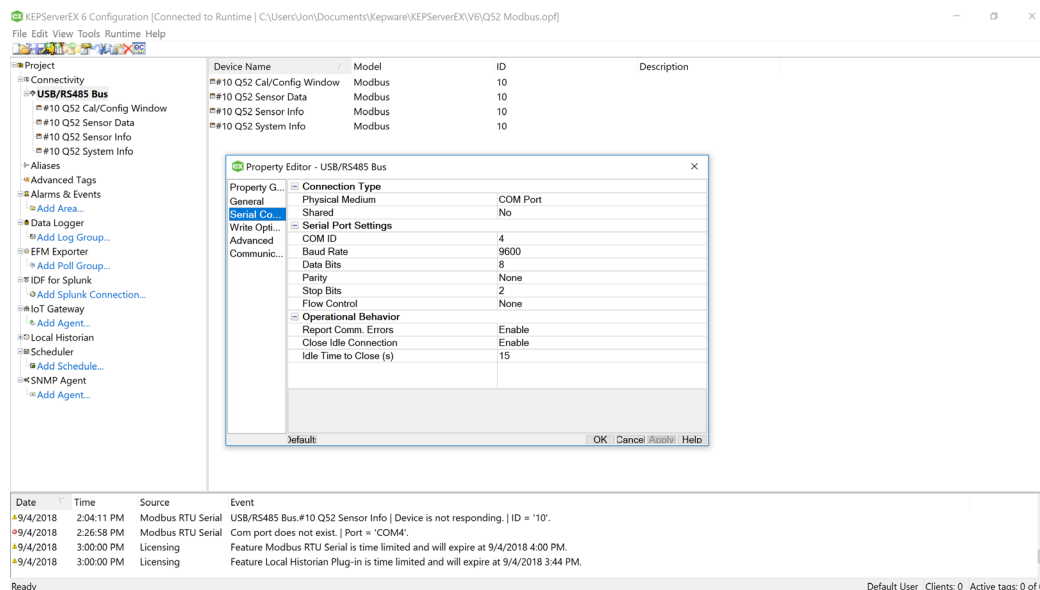 KEPServerEX 6 Configuration [Connected to Runtime | C:\Users\Jon\Documents\Kepware\KEPServerEX\V6\Q52 Modbus.opf]
File Edit View Tools Runtime Help
Project
Connectivity
USB/RS485 Bus
#10 Q52 Cal/Config Window
#10 Q52 Sensor Data
#10 Q52 Sensor Info
#10 Q52 System Info
Aliases
Advanced Tags
Alarms & Events
Add Area...
Data Logger
Add Log Group...
EFM Exporter
Add Poll Group...
IDF for Splunk
Add Splunk Connection...
IoT Gateway
Add Agent...
Local Historian
Scheduler
Add Schedule...
SNMP Agent
Add Agent...
Device Name Model ID Description
#10 Q52 Cal/Config Window Modbus 10
#10 Q52 Sensor Data Modbus 10
#10 Q52 Sensor Info Modbus 10
#10 Q52 System Info Modbus 10
Property Editor - USB/RS485 Bus
Property G...
General
Serial Co...
Write Opti...
Advanced
Communic...
Connection Type
Physical Medium COM Port
Shared No
Serial Port Settings
COM ID 4
Baud Rate 9600
Data Bits 8
Parity None
Stop Bits 2
Flow Control None
Operational Behavior
Report Comm. Errors Enable
Close Idle Connection Enable
Idle Time to Close (s) 15
Defaults OK Cancel Apply Help
Date Time Source Event
9/4/2018 2:04:11 PM Modbus RTU Serial USB/RS485 Bus.#10 Q52 Sensor Info | Device is not responding. | ID = '10'.
9/4/2018 2:26:58 PM Modbus RTU Serial Com port does not exist. | Port = 'COM4'.
9/4/2018 3:00:00 PM Licensing Feature Modbus RTU Serial is time limited and will expire at 9/4/2018 4:00 PM.
9/4/2018 3:00:00 PM Licensing Feature Local Historian Plug-in is time limited and will expire at 9/4/2018 3:44 PM.
Ready Default User Clients: 0 Active tags: 0 of